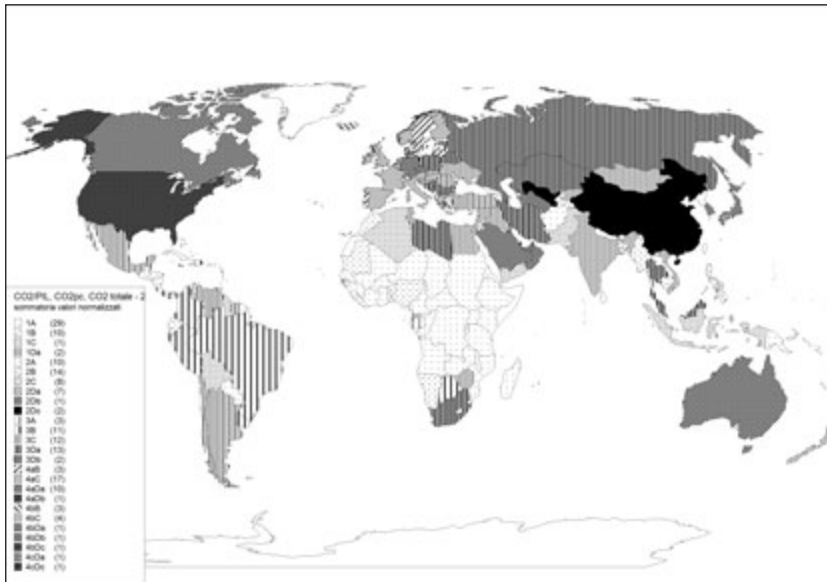 CO2/PIL, CO2pc, CO2 totale - 2
sommatoria valori normalizzati
1A (29)
1B (10)
1C (1)
1Da (2)
2A (10)
2B (14)
2C (8)
2Da (7)
2Db (1)
2Dc (2)
3A (3)
3B (11)
3C (12)
3Da (13)
3Db (2)
4aB (3)
4aC (17)
4aDa (10)
4aDb (1)
4bB (3)
4bC (4)
4bDa (1)
4bDb (1)
4bDc (1)
4cDa (1)
4cDc (1)